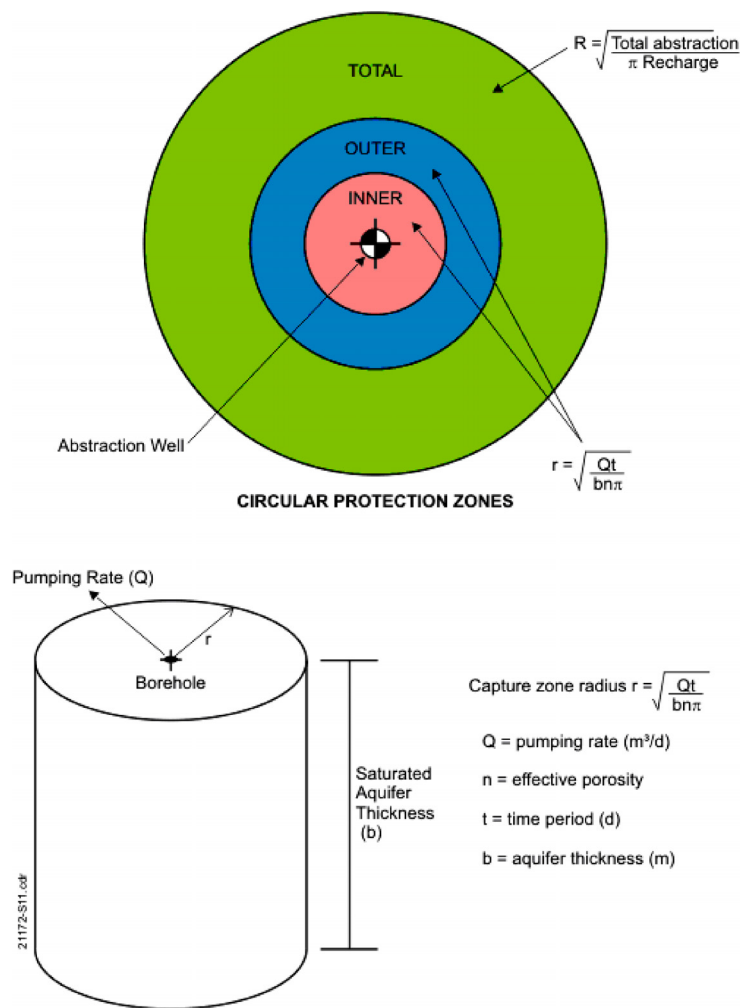 R = √(Total abstraction / π Recharge)
TOTAL
OUTER
INNER
Abstraction Well
r = √(Qt / bnπ)
CIRCULAR PROTECTION ZONES
Pumping Rate (Q)
r
Borehole
Saturated
Aquifer
Thickness
(b)
Capture zone radius r = √(Qt / bnπ)
Q = pumping rate (m³/d)
n = effective porosity
t = time period (d)
b = aquifer thickness (m)
21172-S11.cdr